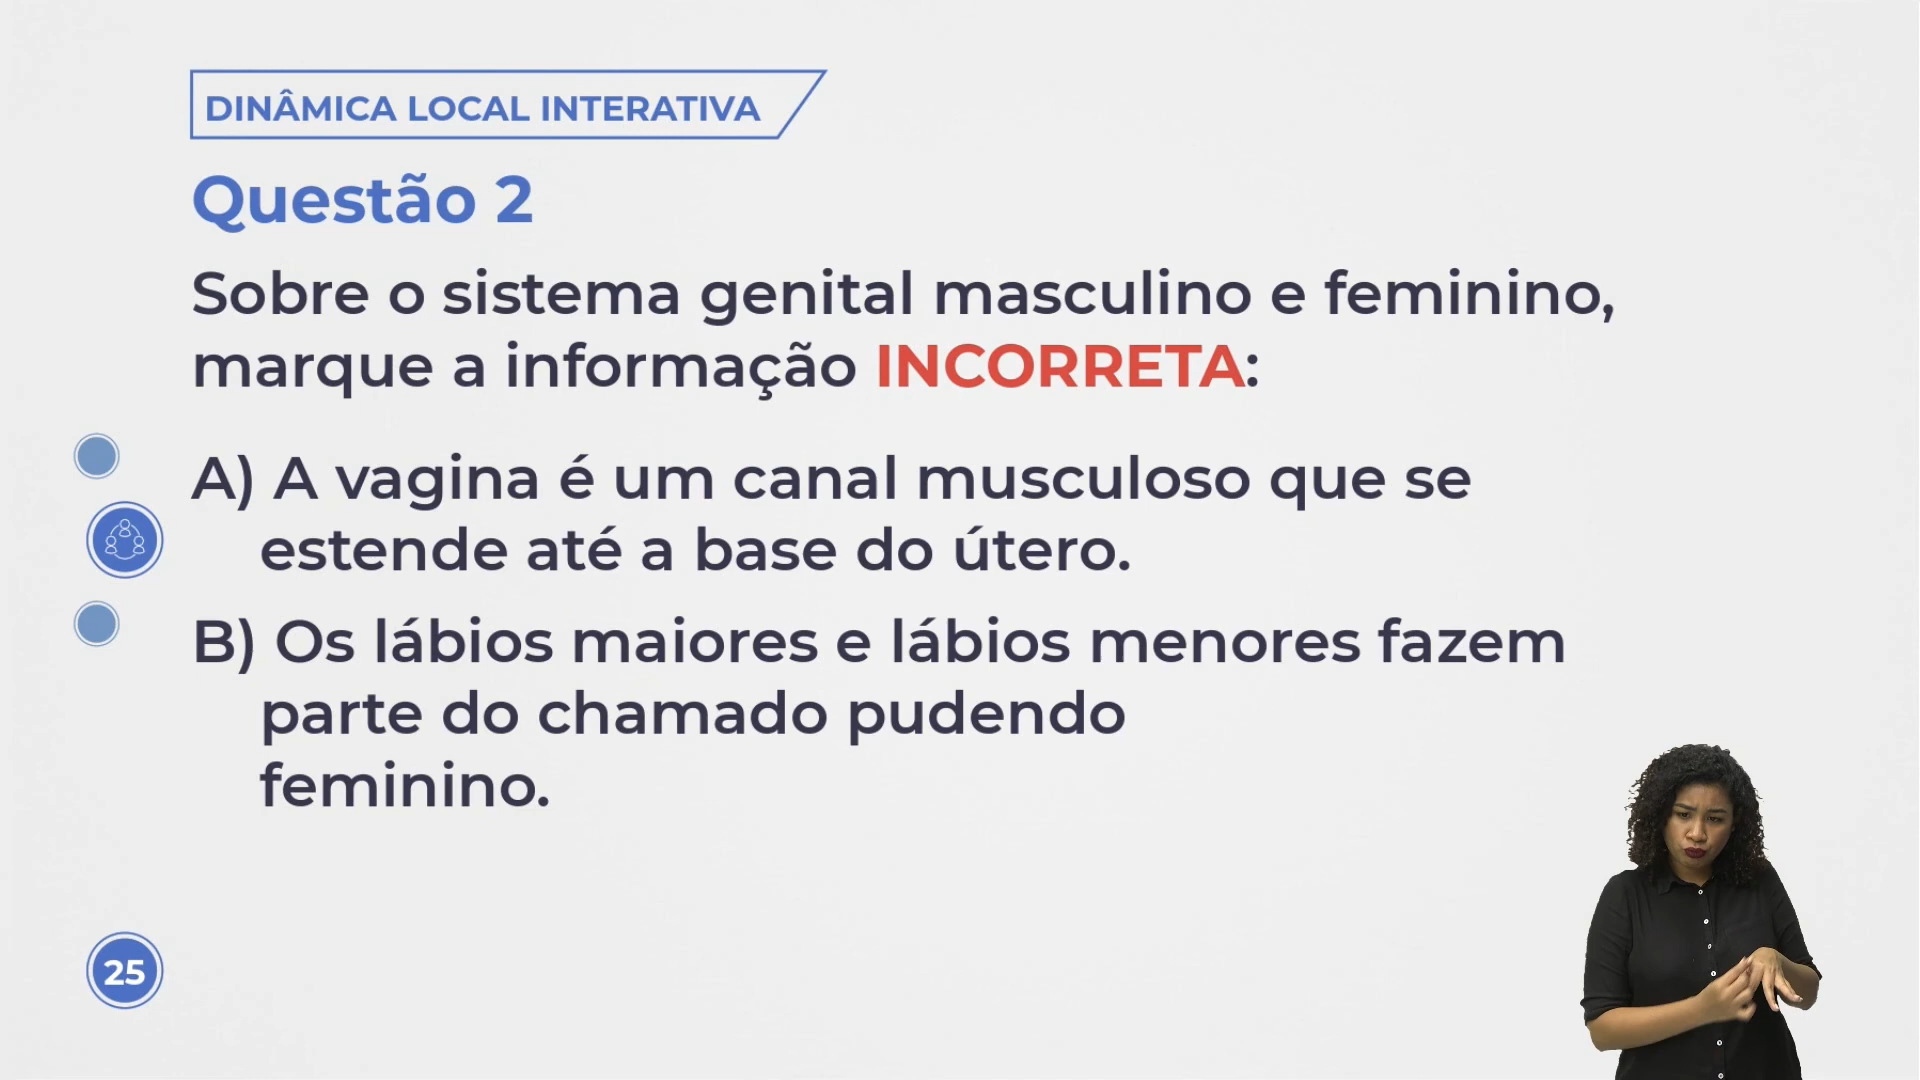 DINÂMICA LOCAL INTERATIVA
Questão 2
Sobre o sistema genital masculino e feminino,
marque a informação INCORRETA:
A) A vagina é um canal musculoso que se
estende até a base do útero.
B) Os lábios maiores e lábios menores fazem
parte do chamado pudendo
feminino.
25